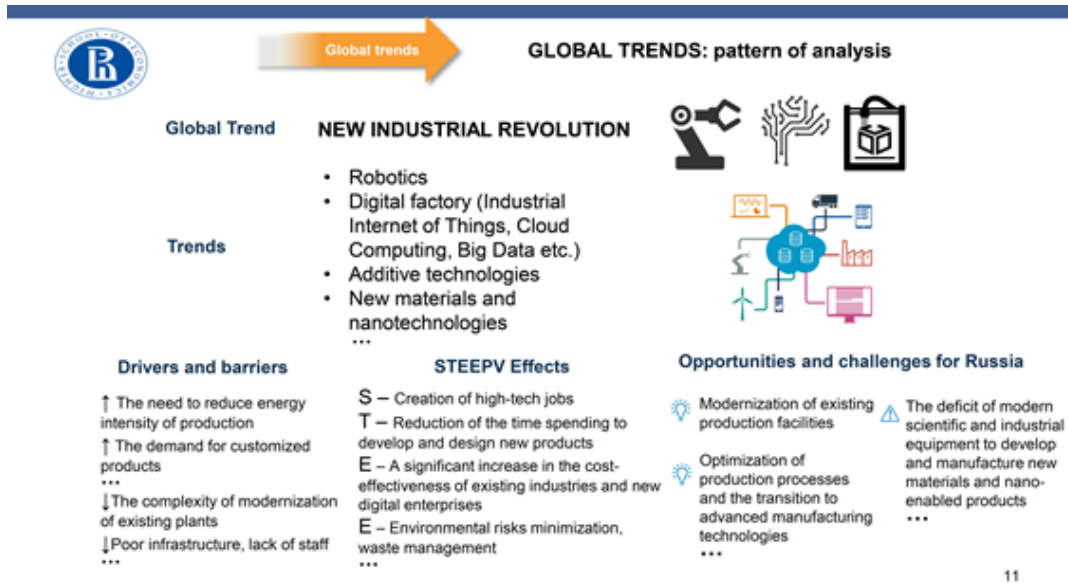 HIGHER · SCHOOL · OF · ECONOMICS
Global trends
GLOBAL TRENDS: pattern of analysis
Global Trend
NEW INDUSTRIAL REVOLUTION
Trends
• Robotics
• Digital factory (Industrial
Internet of Things, Cloud
Computing, Big Data etc.)
• Additive technologies
• New materials and
nanotechnologies
...
Drivers and barriers
↑ The need to reduce energy
intensity of production
↑ The demand for customized
products
...
↓The complexity of modernization
of existing plants
↓Poor infrastructure, lack of staff
...
STEEPV Effects
S – Creation of high-tech jobs
T – Reduction of the time spending to
develop and design new products
E – A significant increase in the cost-
effectiveness of existing industries and new
digital enterprises
E – Environmental risks minimization,
waste management
...
Opportunities and challenges for Russia
Modernization of existing
production facilities
Optimization of
production processes
and the transition to
advanced manufacturing
technologies
...
The deficit of modern
scientific and industrial
equipment to develop
and manufacture new
materials and nano-
enabled products
...
11